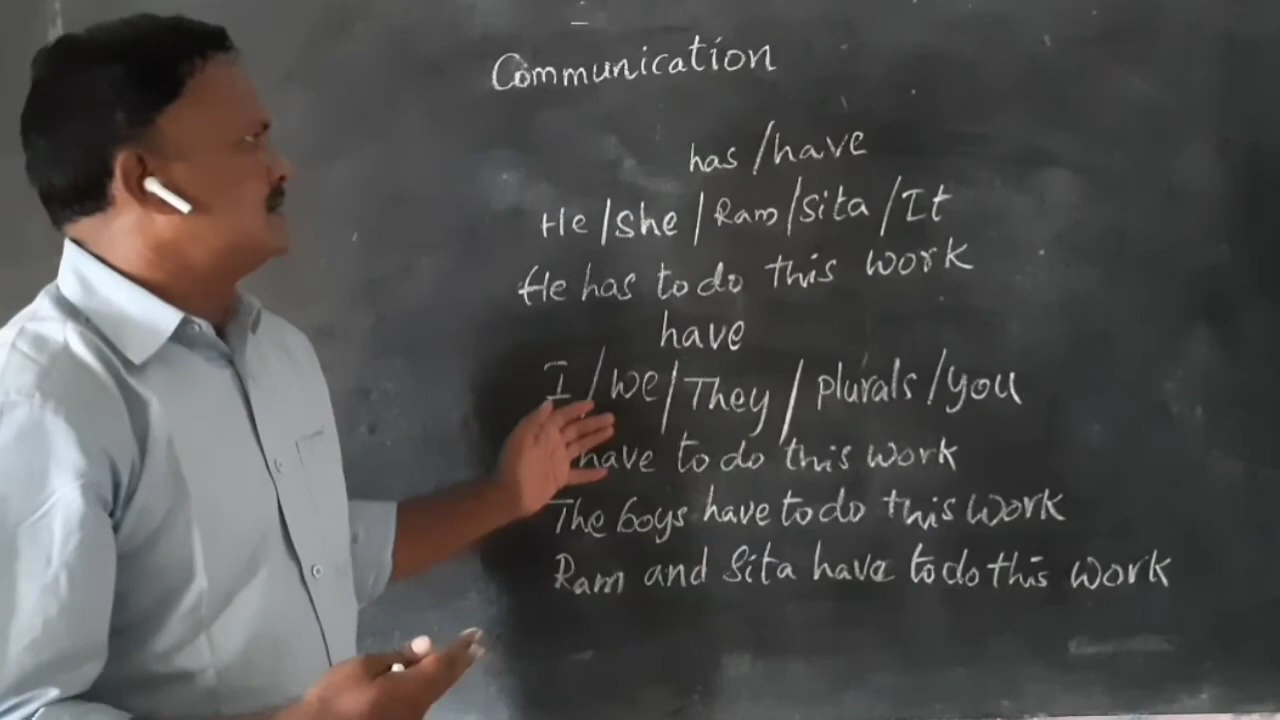 Communication
has / have
He / She / Ram / Sita / It
He has to do this work
have
I / We / They / plurals / you
have to do this work
The boys have to do this work
Ram and Sita have to do this work